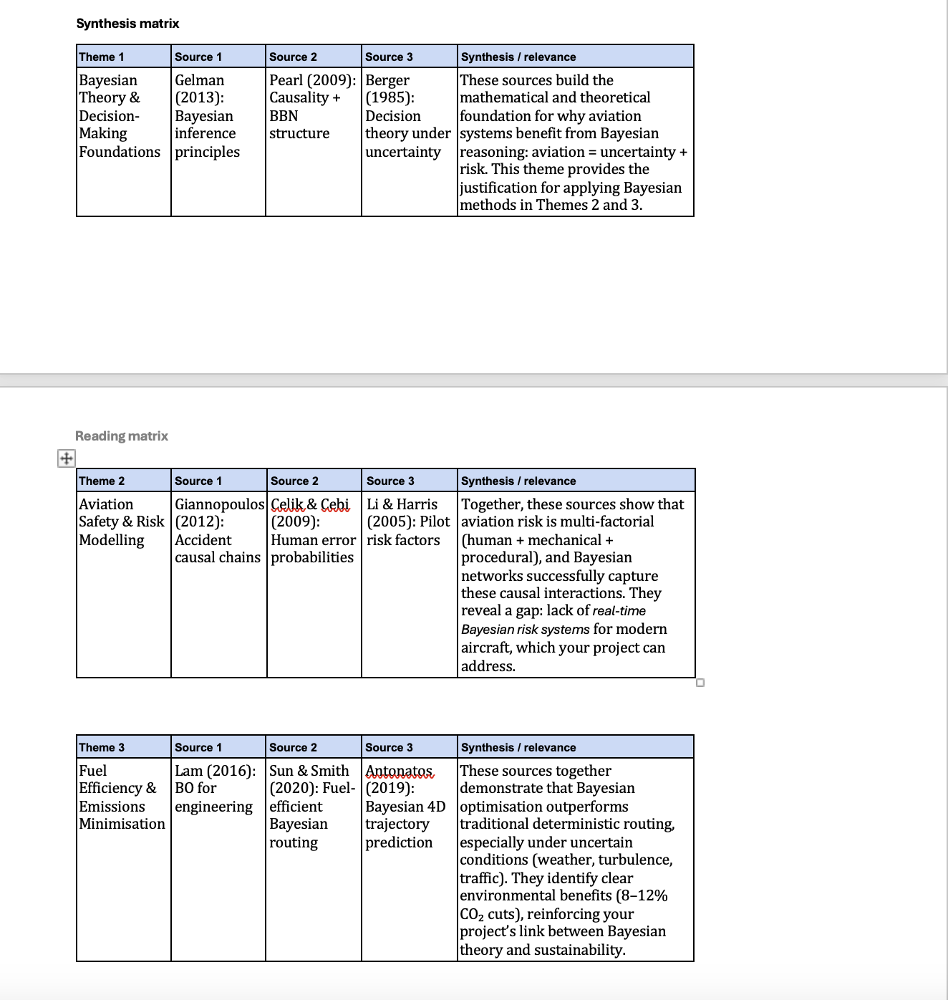 Synthesis matrix
Theme 1
Source 1
Source 2
Source 3
Synthesis / relevance
Bayesian
Theory &
Decision-
Making
Foundations
Gelman
(2013):
Bayesian
inference
principles
Pearl (2009):
Causality +
BBN
structure
Berger
(1985):
Decision
theory under
uncertainty
These sources build the
mathematical and theoretical
foundation for why aviation
systems benefit from Bayesian
reasoning: aviation = uncertainty +
risk. This theme provides the
justification for applying Bayesian
methods in Themes 2 and 3.
Reading matrix
Theme 2
Source 1
Source 2
Source 3
Synthesis / relevance
Aviation
Safety & Risk
Modelling
Giannopoulos
(2012):
Accident
causal chains
Çelik & Cebi
(2009):
Human error
probabilities
Li & Harris
(2005): Pilot
risk factors
Together, these sources show that
aviation risk is multi-factorial
(human + mechanical +
procedural), and Bayesian
networks successfully capture
these causal interactions. They
reveal a gap: lack of real-time
Bayesian risk systems for modern
aircraft, which your project can
address.
Theme 3
Source 1
Source 2
Source 3
Synthesis / relevance
Fuel
Efficiency &
Emissions
Minimisation
Lam (2016):
BO for
engineering
Sun & Smith
(2020): Fuel-
efficient
Bayesian
routing
Antonatos
(2019):
Bayesian 4D
trajectory
prediction
These sources together
demonstrate that Bayesian
optimisation outperforms
traditional deterministic routing,
especially under uncertain
conditions (weather, turbulence,
traffic). They identify clear
environmental benefits (8–12%
CO₂ cuts), reinforcing your
project's link between Bayesian
theory and sustainability.